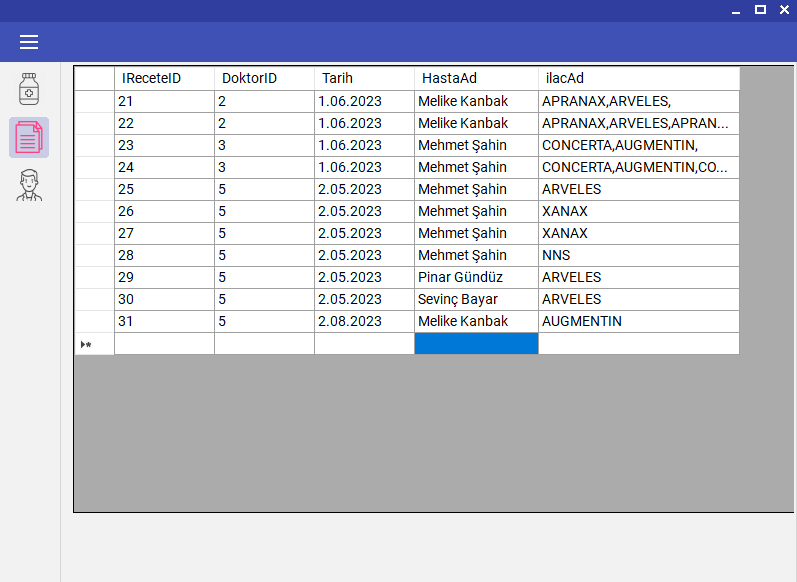 IReceteID DoktorID Tarih HastaAd ilacAd
21 2 1.06.2023 Melike Kanbak APRANAX,ARVELES,
22 2 1.06.2023 Melike Kanbak APRANAX,ARVELES,APRAN...
23 3 1.06.2023 Mehmet Şahin CONCERTA,AUGMENTIN,
24 3 1.06.2023 Mehmet Şahin CONCERTA,AUGMENTIN,CO...
25 5 2.05.2023 Mehmet Şahin ARVELES
26 5 2.05.2023 Mehmet Şahin XANAX
27 5 2.05.2023 Mehmet Şahin XANAX
28 5 2.05.2023 Mehmet Şahin NNS
29 5 2.05.2023 Pinar Gündüz ARVELES
30 5 2.05.2023 Sevinç Bayar ARVELES
31 5 2.08.2023 Melike Kanbak AUGMENTIN